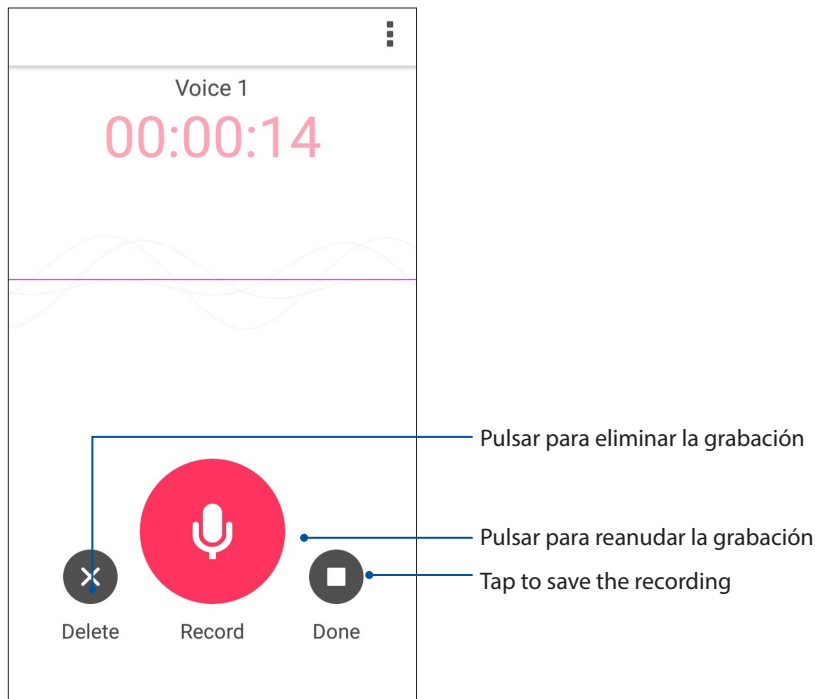 Voice 1
00:00:14
Pulsar para eliminar la grabación
Pulsar para reanudar la grabación
Tap to save the recording
Delete
Record
Done